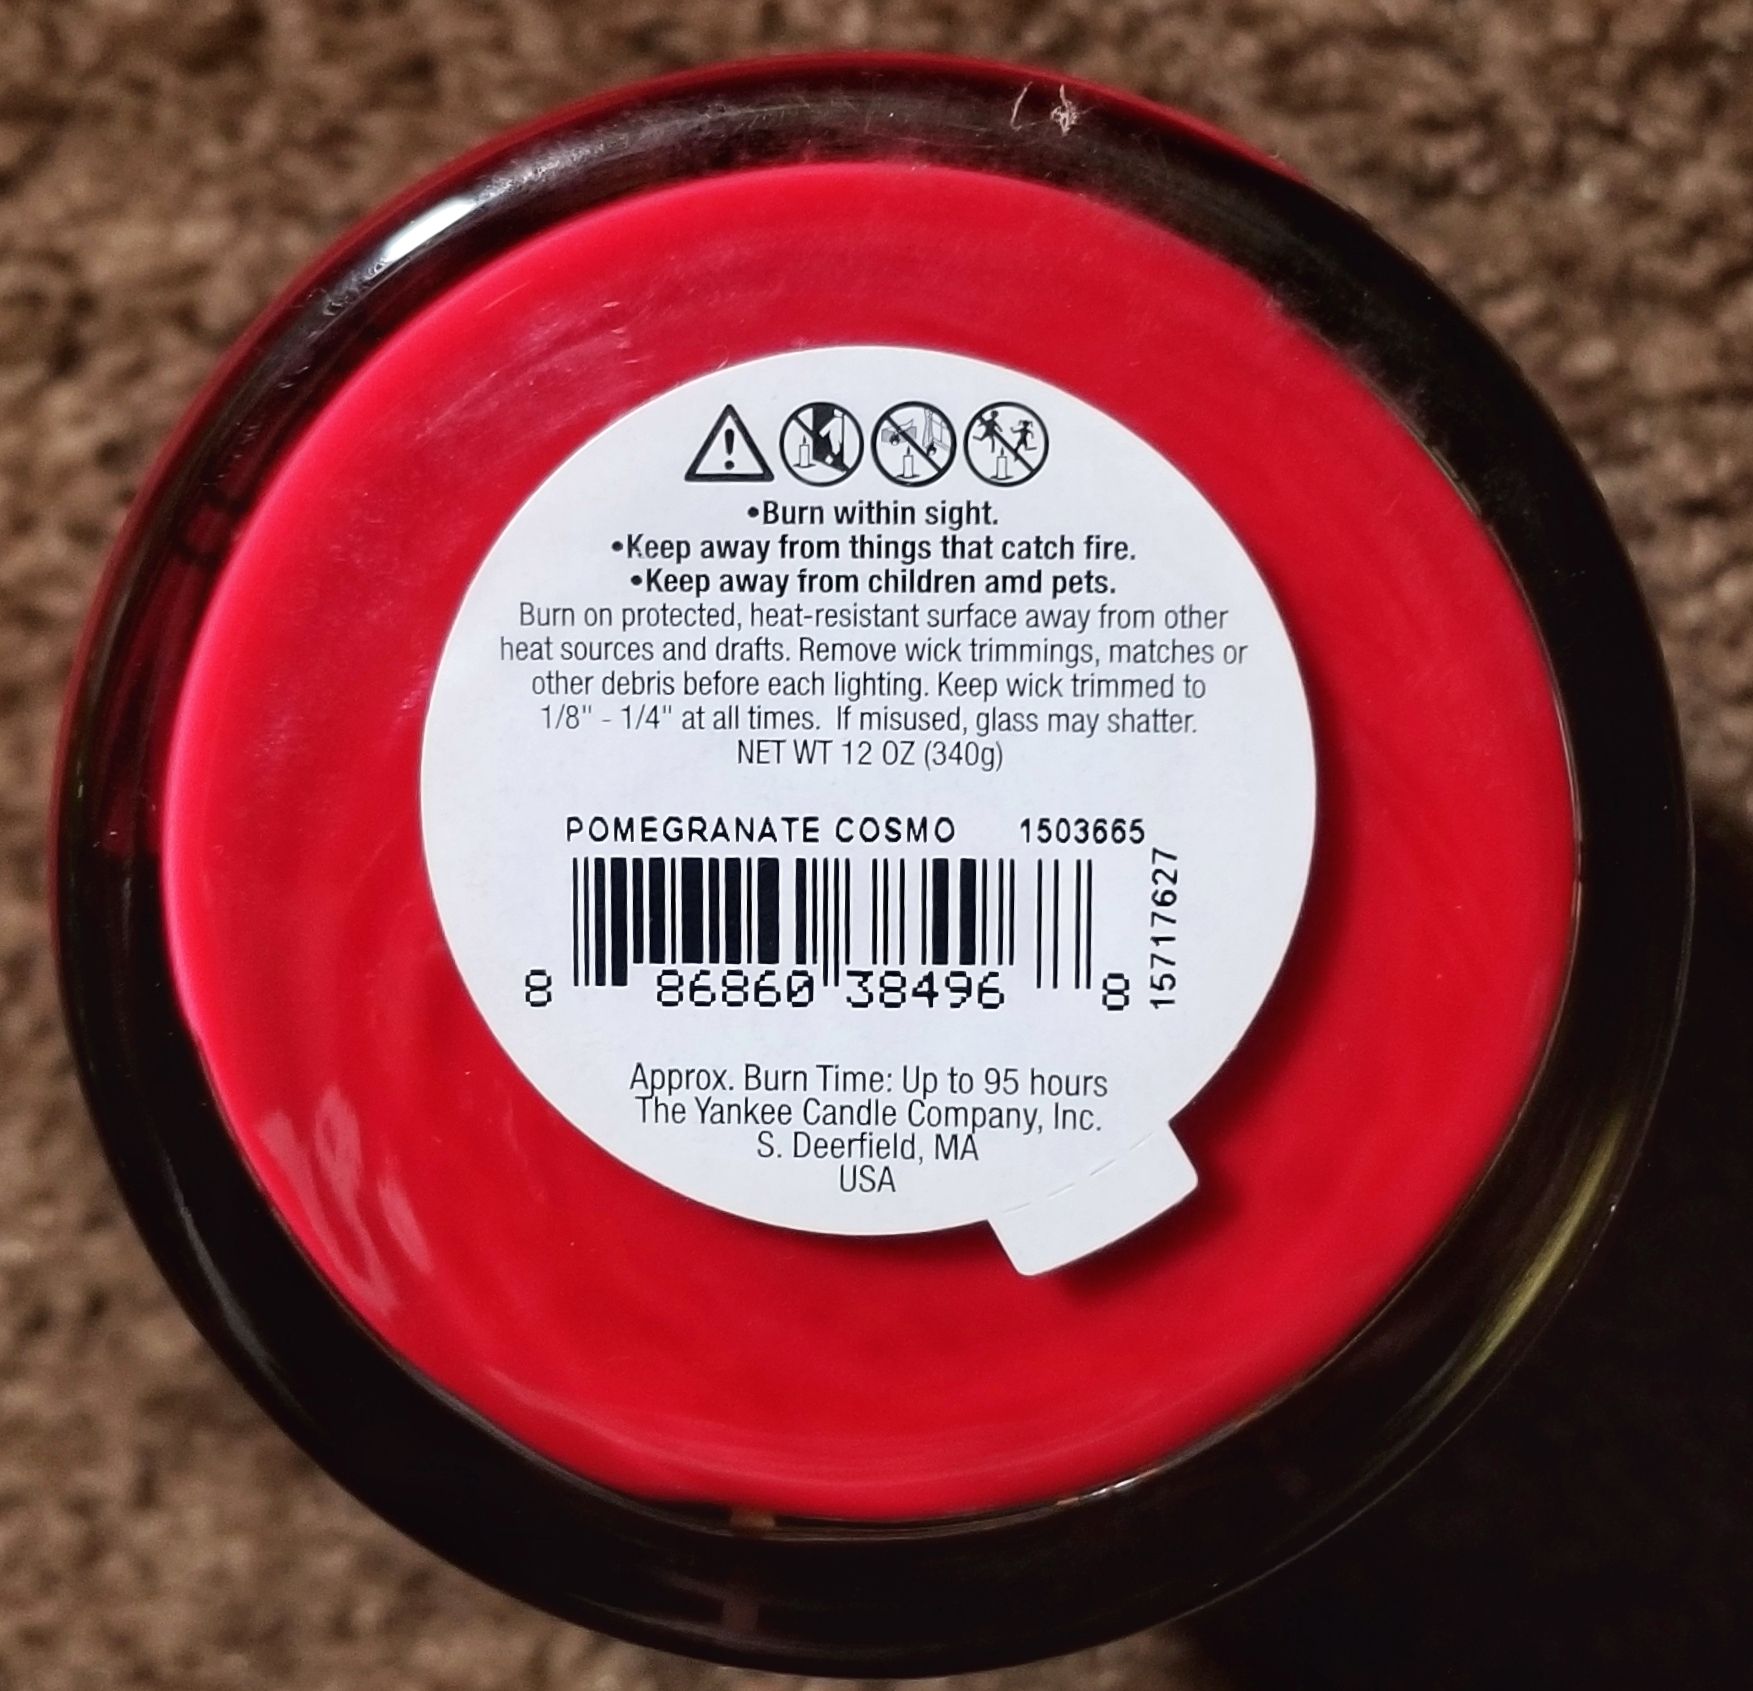 •Burn within sight.
•Keep away from things that catch fire.
•Keep away from children amd pets.
Burn on protected, heat-resistant surface away from other
heat sources and drafts. Remove wick trimmings, matches or
other debris before each lighting. Keep wick trimmed to
1/8" - 1/4" at all times. If misused, glass may shatter.
NET WT 12 OZ (340g)
POMEGRANATE COSMO 1503665
15717627
8 86860 38496 8
Approx. Burn Time: Up to 95 hours
The Yankee Candle Company, Inc.
S. Deerfield, MA
USA